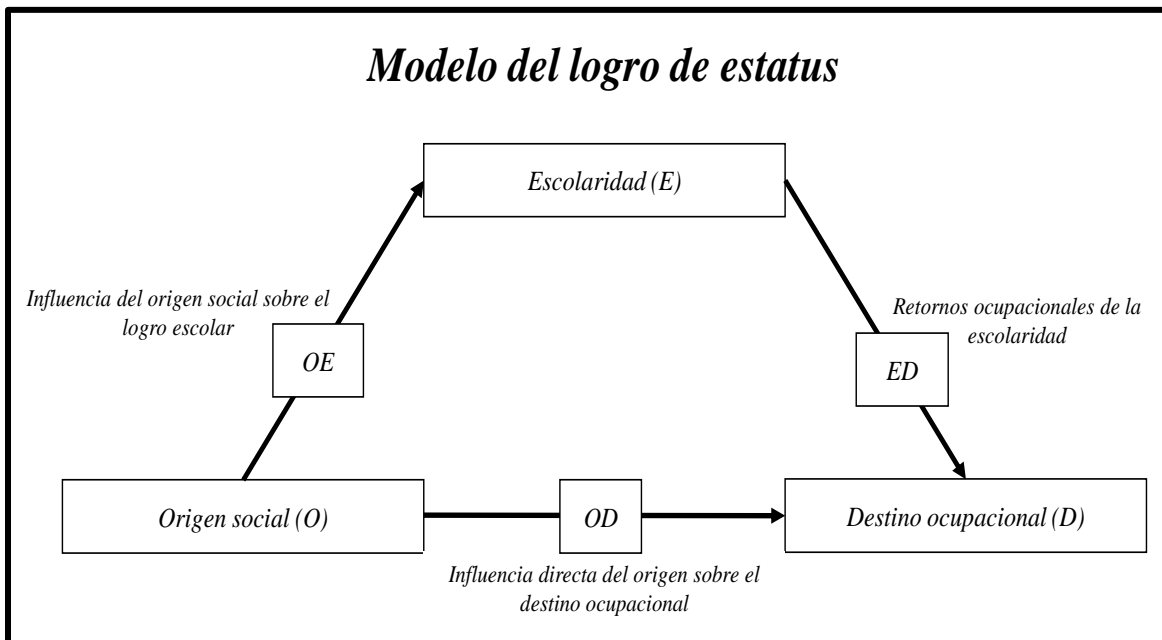 Modelo del logro de estatus
Escolaridad (E)
Influencia del origen social sobre el
logro escolar
Retornos ocupacionales de la
escolaridad
OE
ED
Origen social (O)
OD
Destino ocupacional (D)
Influencia directa del origen sobre el
destino ocupacional